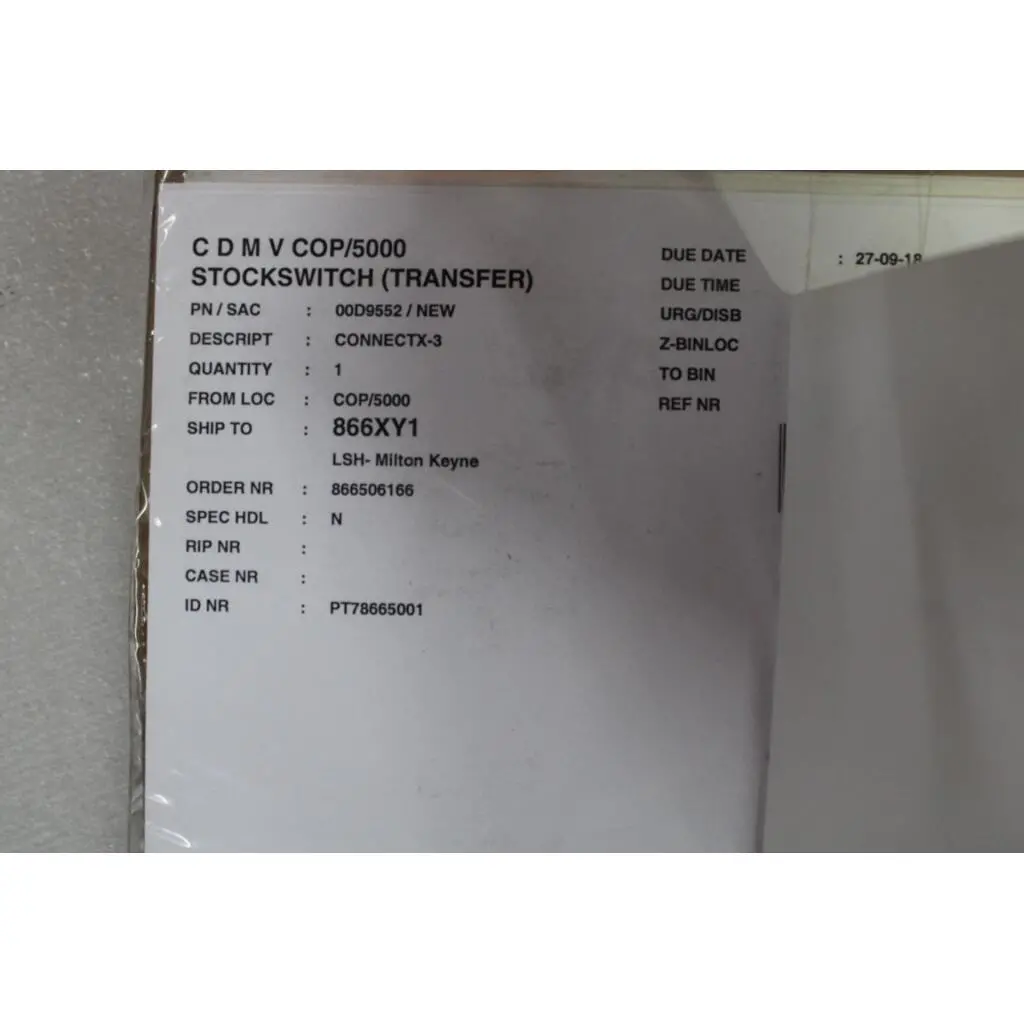 C D M V COP/5000
STOCKSWITCH (TRANSFER)
PN / SAC : 00D9552 / NEW
DESCRIPT : CONNECTX-3
QUANTITY : 1
FROM LOC : COP/5000
SHIP TO : 866XY1
LSH- Milton Keyne
ORDER NR : 866506166
SPEC HDL : N
RIP NR :
CASE NR :
ID NR : PT78665001
DUE DATE : 27-09-18
DUE TIME
URG/DISB
Z-BINLOC
TO BIN
REF NR